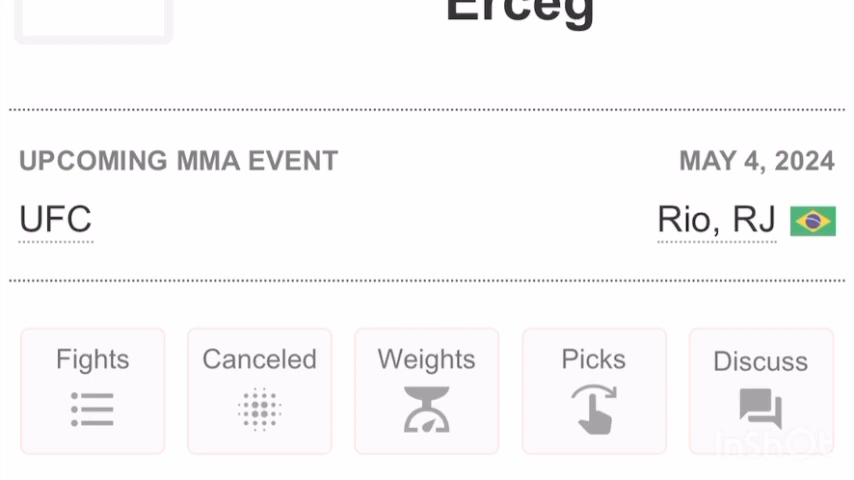 Erceg
UPCOMING MMA EVENT
MAY 4, 2024
UFC
Rio, RJ
Fights
Canceled
Weights
Picks
Discuss
InShOt